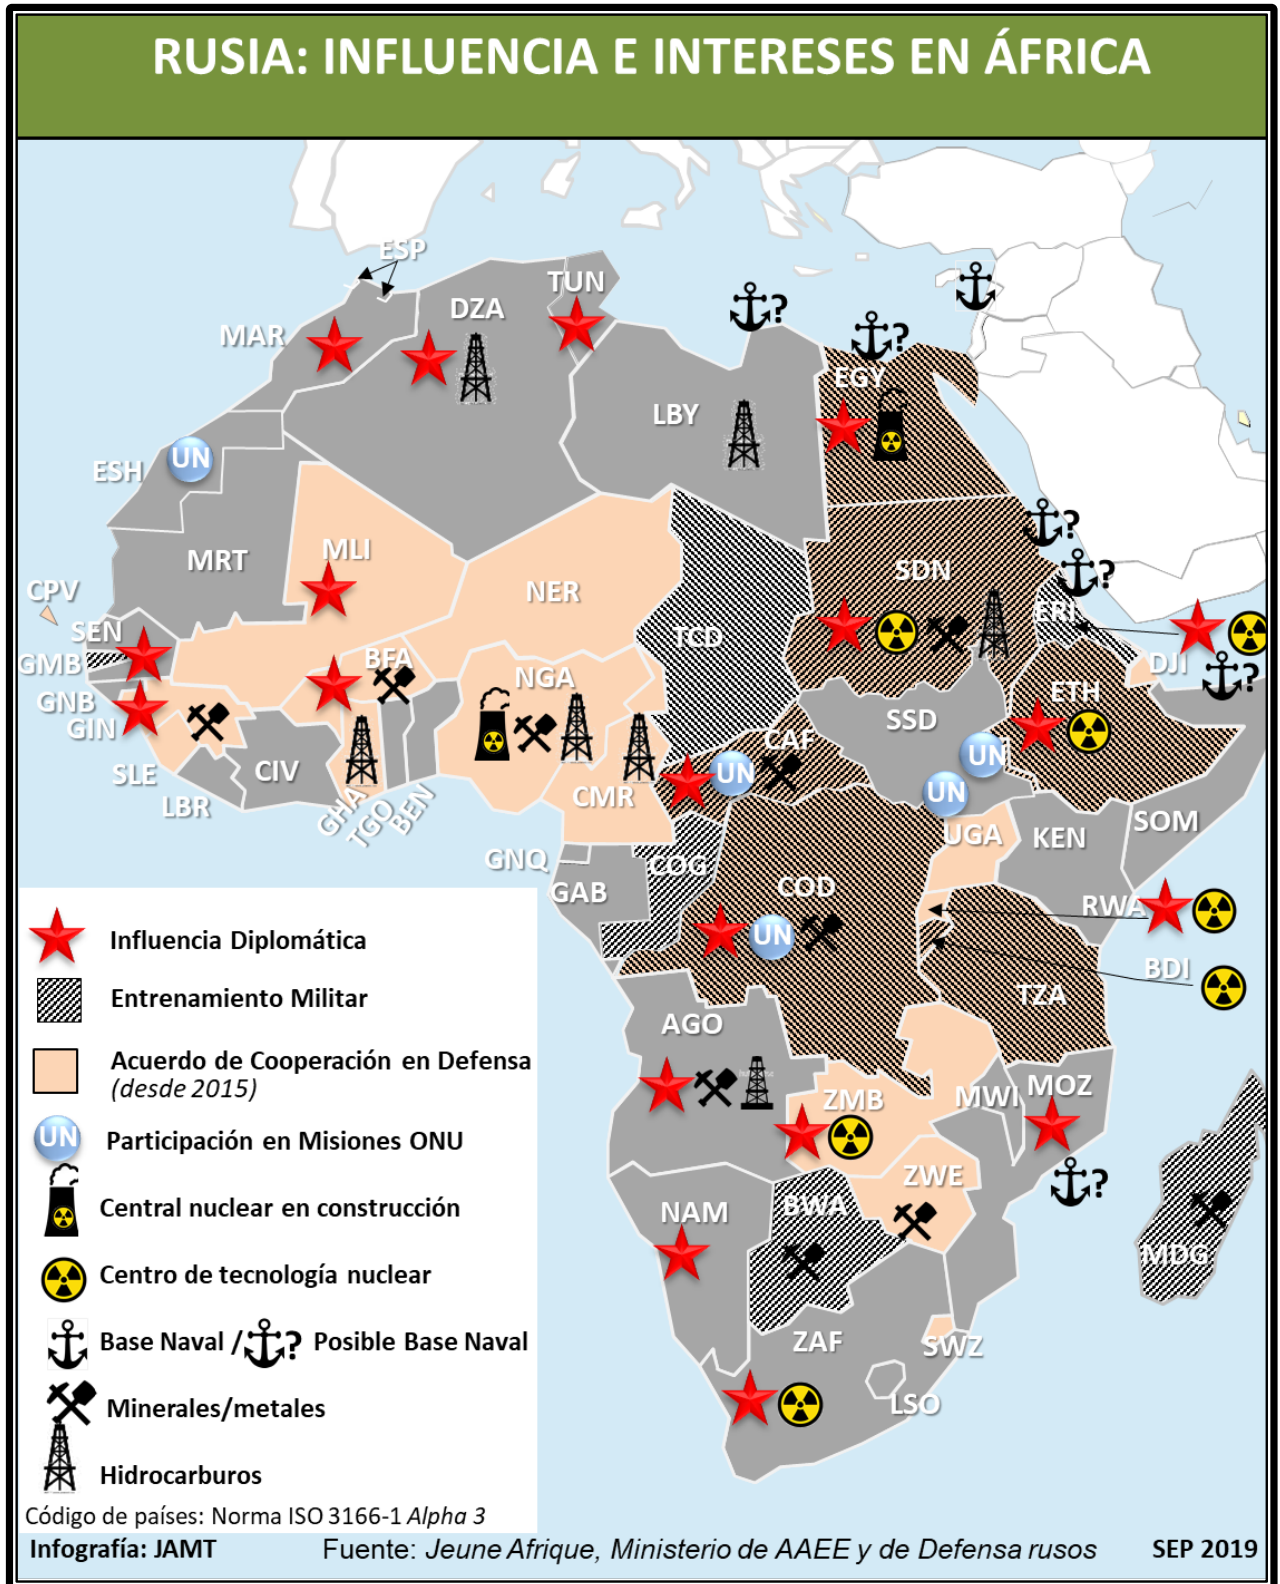 RUSIA: INFLUENCIA E INTERESES EN ÁFRICA
ESP
TUN
DZA
MAR
?
?
EGY
LBY
ESH
UN
?
MRT
MLI
SDN
?
NER
CPV
ERI
SEN
TCD
GMB
BFA
DJI
?
NGA
ETH
GNB
GIN
SSD
CAF
UN
UN
SLE
CIV
UN
CMR
LBR
GHA
TGO
BEN
UGA
KEN
SOM
GNQ
COG
GAB
COD
RWA
UN
BDI
TZA
AGO
ZMB
MWI
MOZ
ZWE
?
NAM
BWA
MDG
ZAF
SWZ
LSO
Influencia Diplomática
Entrenamiento Militar
Acuerdo de Cooperación en Defensa
(desde 2015)
UN
Participación en Misiones ONU
Central nuclear en construcción
Centro de tecnología nuclear
Base Naval / ? Posible Base Naval
Minerales/metales
Hidrocarburos
Código de países: Norma ISO 3166-1 Alpha 3
Infografía: JAMT
Fuente: Jeune Afrique, Ministerio de AAEE y de Defensa rusos
SEP 2019